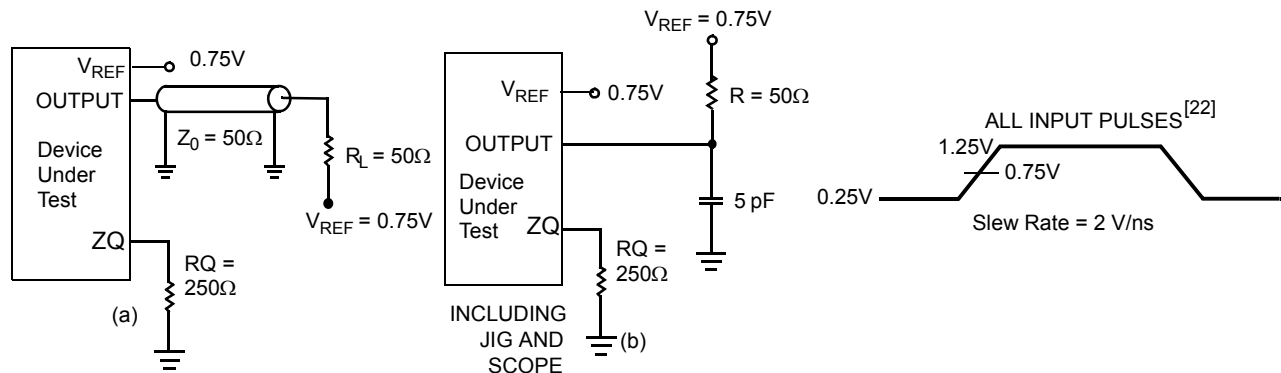 V_REF
0.75V
OUTPUT
Z_0 = 50Ω
Device
Under
Test
R_L = 50Ω
V_REF = 0.75V
ZQ
RQ =
250Ω
(a)
V_REF = 0.75V
V_REF
0.75V
R = 50Ω
OUTPUT
Device
Under
Test
5 pF
ZQ
RQ =
250Ω
INCLUDING
JIG AND
SCOPE
(b)
ALL INPUT PULSES[22]
1.25V
0.75V
0.25V
Slew Rate = 2 V/ns